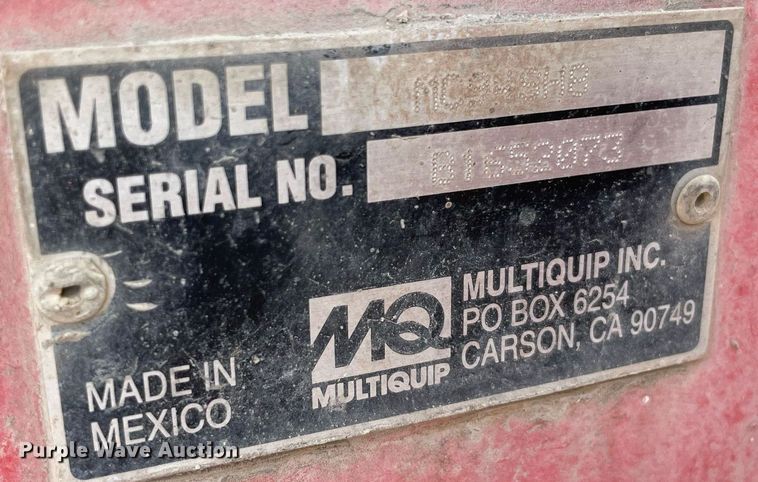 MODEL MC94SH8
SERIAL NO. B1652073
MQ
MULTIQUIP
MULTIQUIP INC.
PO BOX 6254
CARSON, CA 90749
MADE IN
MEXICO
Purple Wave Auction